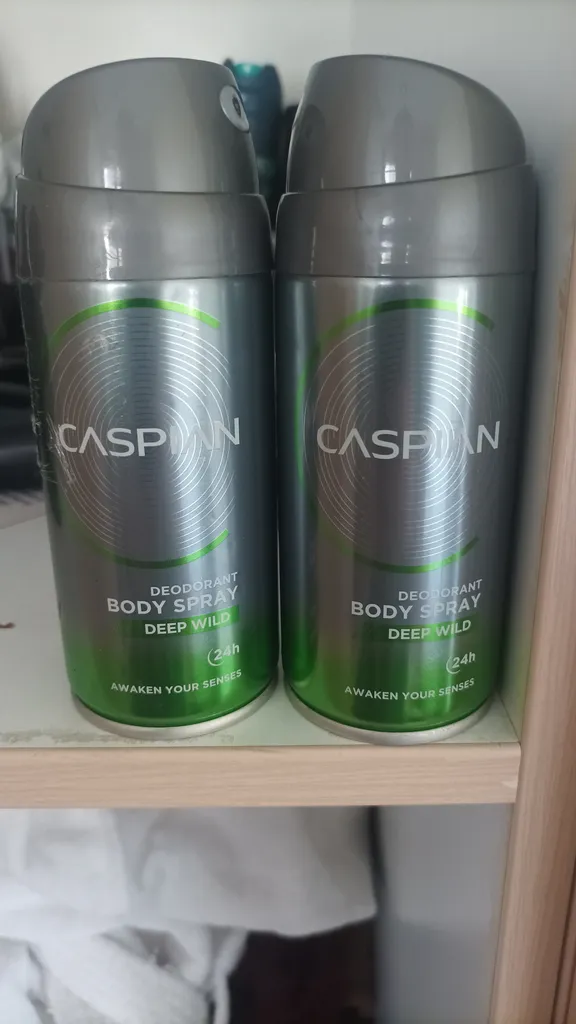 CASPIAN
DEODORANT
BODY SPRAY
DEEP WILD
24h
AWAKEN YOUR SENSES
CASPIAN
DEODORANT
BODY SPRAY
DEEP WILD
24h
AWAKEN YOUR SENSES